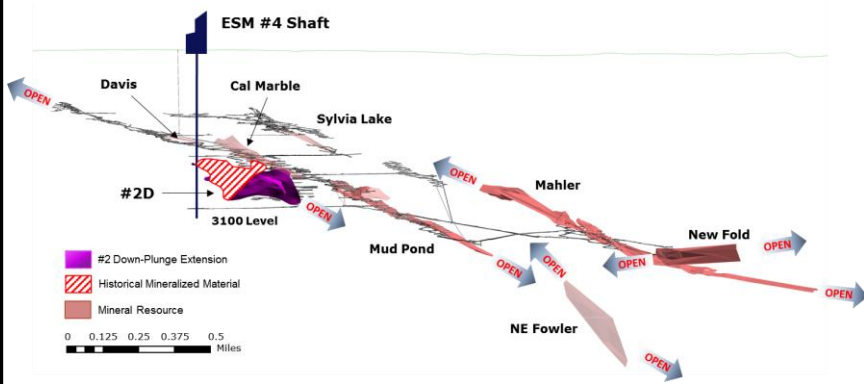 ESM #4 Shaft
Davis
Cal Marble
OPEN
Sylvia Lake
OPEN
Mahler
#2D
OPEN
3100 Level
New Fold
OPEN
Mud Pond
OPEN
OPEN
OPEN
#2 Down-Plunge Extension
Historical Mineralized Material
OPEN
Mineral Resource
NE Fowler
0 0.125 0.25 0.375 0.5
Miles
OPEN